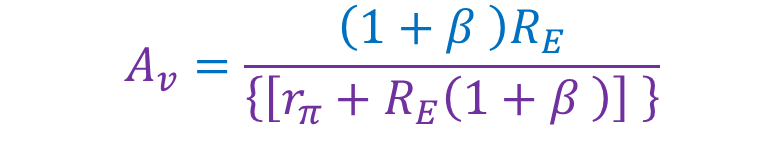 A_v = (1 + β )R_E / {[r_π + R_E(1 + β )] }